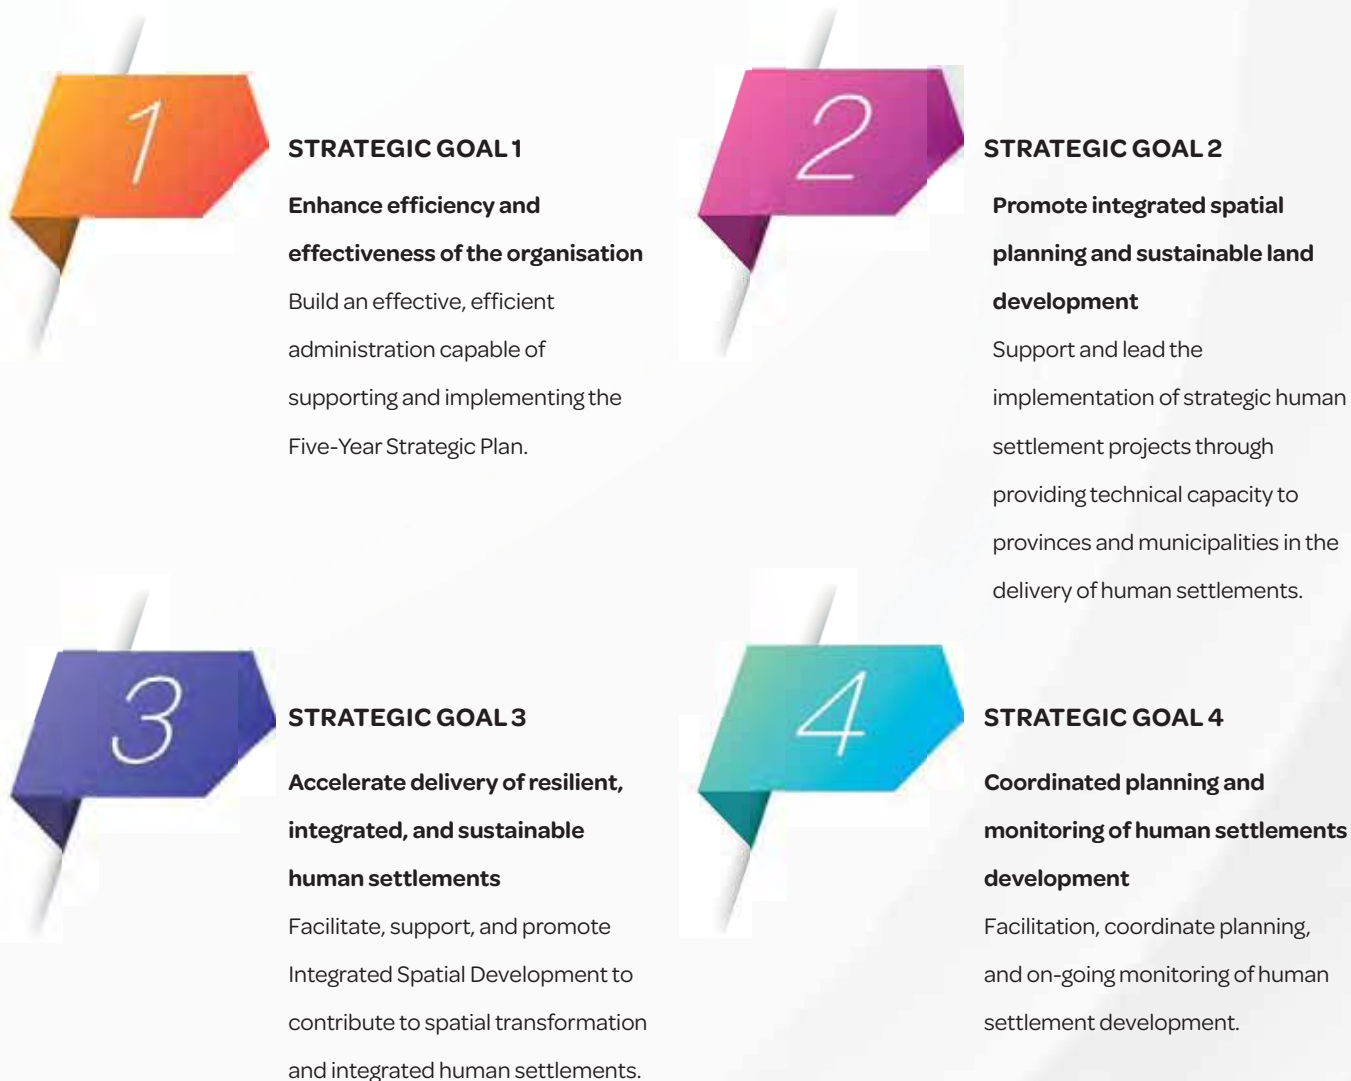 1
STRATEGIC GOAL 1
Enhance efficiency and
effectiveness of the organisation
Build an effective, efficient
administration capable of
supporting and implementing the
Five-Year Strategic Plan.
2
STRATEGIC GOAL 2
Promote integrated spatial
planning and sustainable land
development
Support and lead the
implementation of strategic human
settlement projects through
providing technical capacity to
provinces and municipalities in the
delivery of human settlements.
3
STRATEGIC GOAL 3
Accelerate delivery of resilient,
integrated, and sustainable
human settlements
Facilitate, support, and promote
Integrated Spatial Development to
contribute to spatial transformation
and integrated human settlements.
4
STRATEGIC GOAL 4
Coordinated planning and
monitoring of human settlements
development
Facilitation, coordinate planning,
and on-going monitoring of human
settlement development.